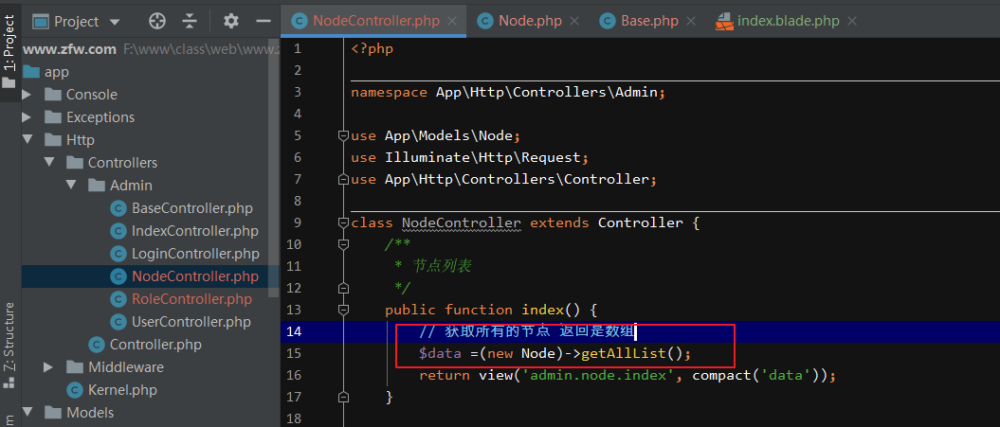 1: Project
Z: Structure
Project
www.zfw.com F:\www\class\web\www.z
app
Console
Exceptions
Http
Controllers
Admin
BaseController.php
IndexController.php
LoginController.php
NodeController.php
RoleController.php
UserController.php
Controller.php
Middleware
Kernel.php
Models
NodeController.php
Node.php
Base.php
index.blade.php
1 <?php
2
3 namespace App\Http\Controllers\Admin;
4
5 use App\Models\Node;
6 use Illuminate\Http\Request;
7 use App\Http\Controllers\Controller;
8
9 class NodeController extends Controller {
10 /**
11 * 节点列表
12 */
13 public function index() {
14 // 获取所有的节点 返回是数组
15 $data =(new Node)->getAllList();
16 return view('admin.node.index', compact('data'));
17 }
18